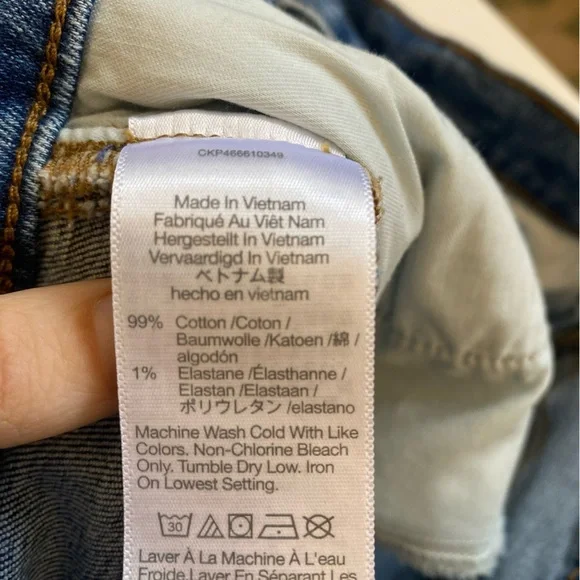 CKP466610349
Made In Vietnam
Fabriqué Au Viêt Nam
Hergestellt In Vietnam
Vervaardigd In Vietnam
ベトナム製
hecho en vietnam
99% Cotton /Coton /
Baumwolle /Katoen /綿 /
algodón
1% Elastane /Élasthanne /
Elastan /Elastaan /
ポリウレタン /elastano
Machine Wash Cold With Like
Colors. Non-Chlorine Bleach
Only. Tumble Dry Low. Iron
On Lowest Setting.
30
Laver À La Machine À L'eau
Froide.Laver En Séparant Les